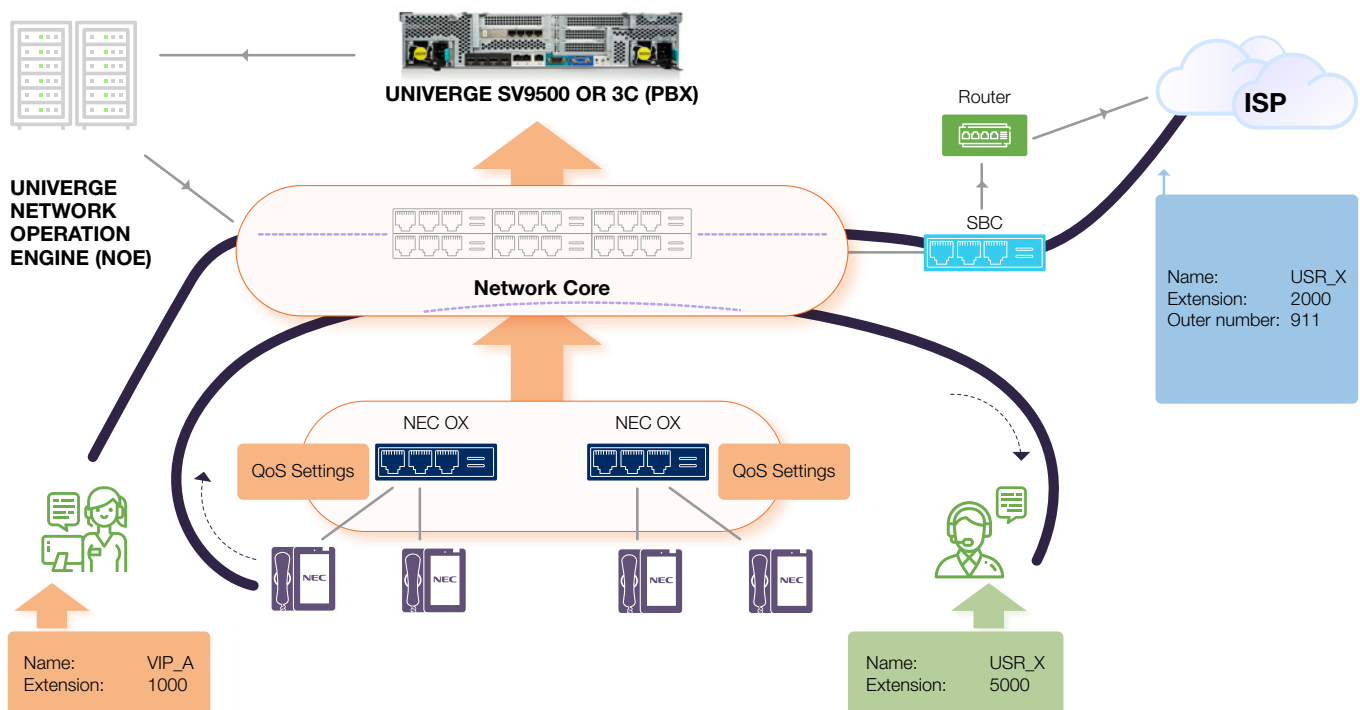 UNIVERGE SV9500 OR 3C (PBX)
Router
ISP
UNIVERGE
NETWORK
OPERATION
ENGINE (NOE)
SBC
Network Core
Name: USR_X
Extension: 2000
Outer number: 911
NEC OX
NEC OX
QoS Settings
QoS Settings
NEC
NEC
NEC
NEC
Name: VIP_A
Extension: 1000
Name: USR_X
Extension: 5000